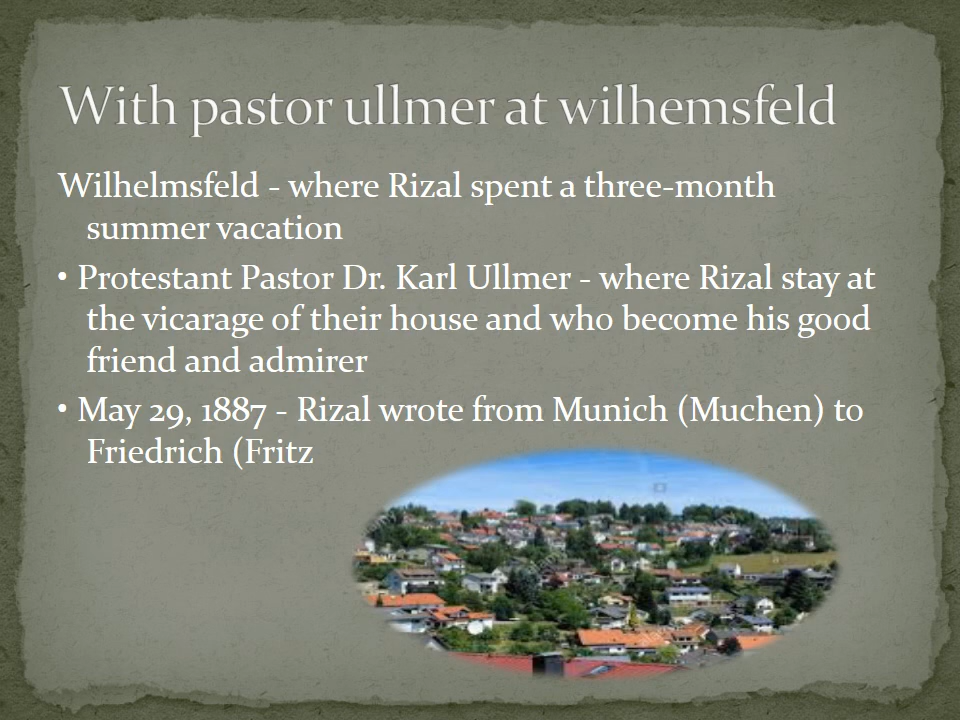 With pastor ullmer at wilhemsfeld
Wilhelmsfeld - where Rizal spent a three-month
summer vacation
• Protestant Pastor Dr. Karl Ullmer - where Rizal stay at
the vicarage of their house and who become his good
friend and admirer
• May 29, 1887 - Rizal wrote from Munich (Muchen) to
Friedrich (Fritz